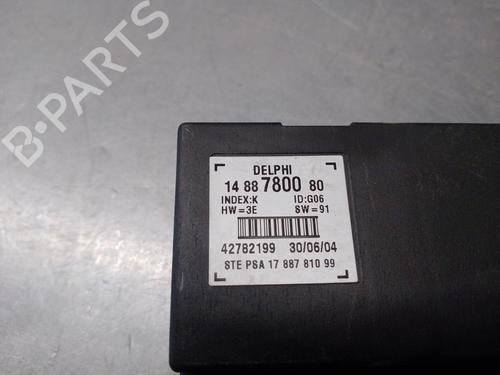 B-PARTS
DELPHI
14 88 7800 80
INDEX:K ID:G06
HW=3E SW=91
42782199 30/06/04
STE PSA 17 887 810 99